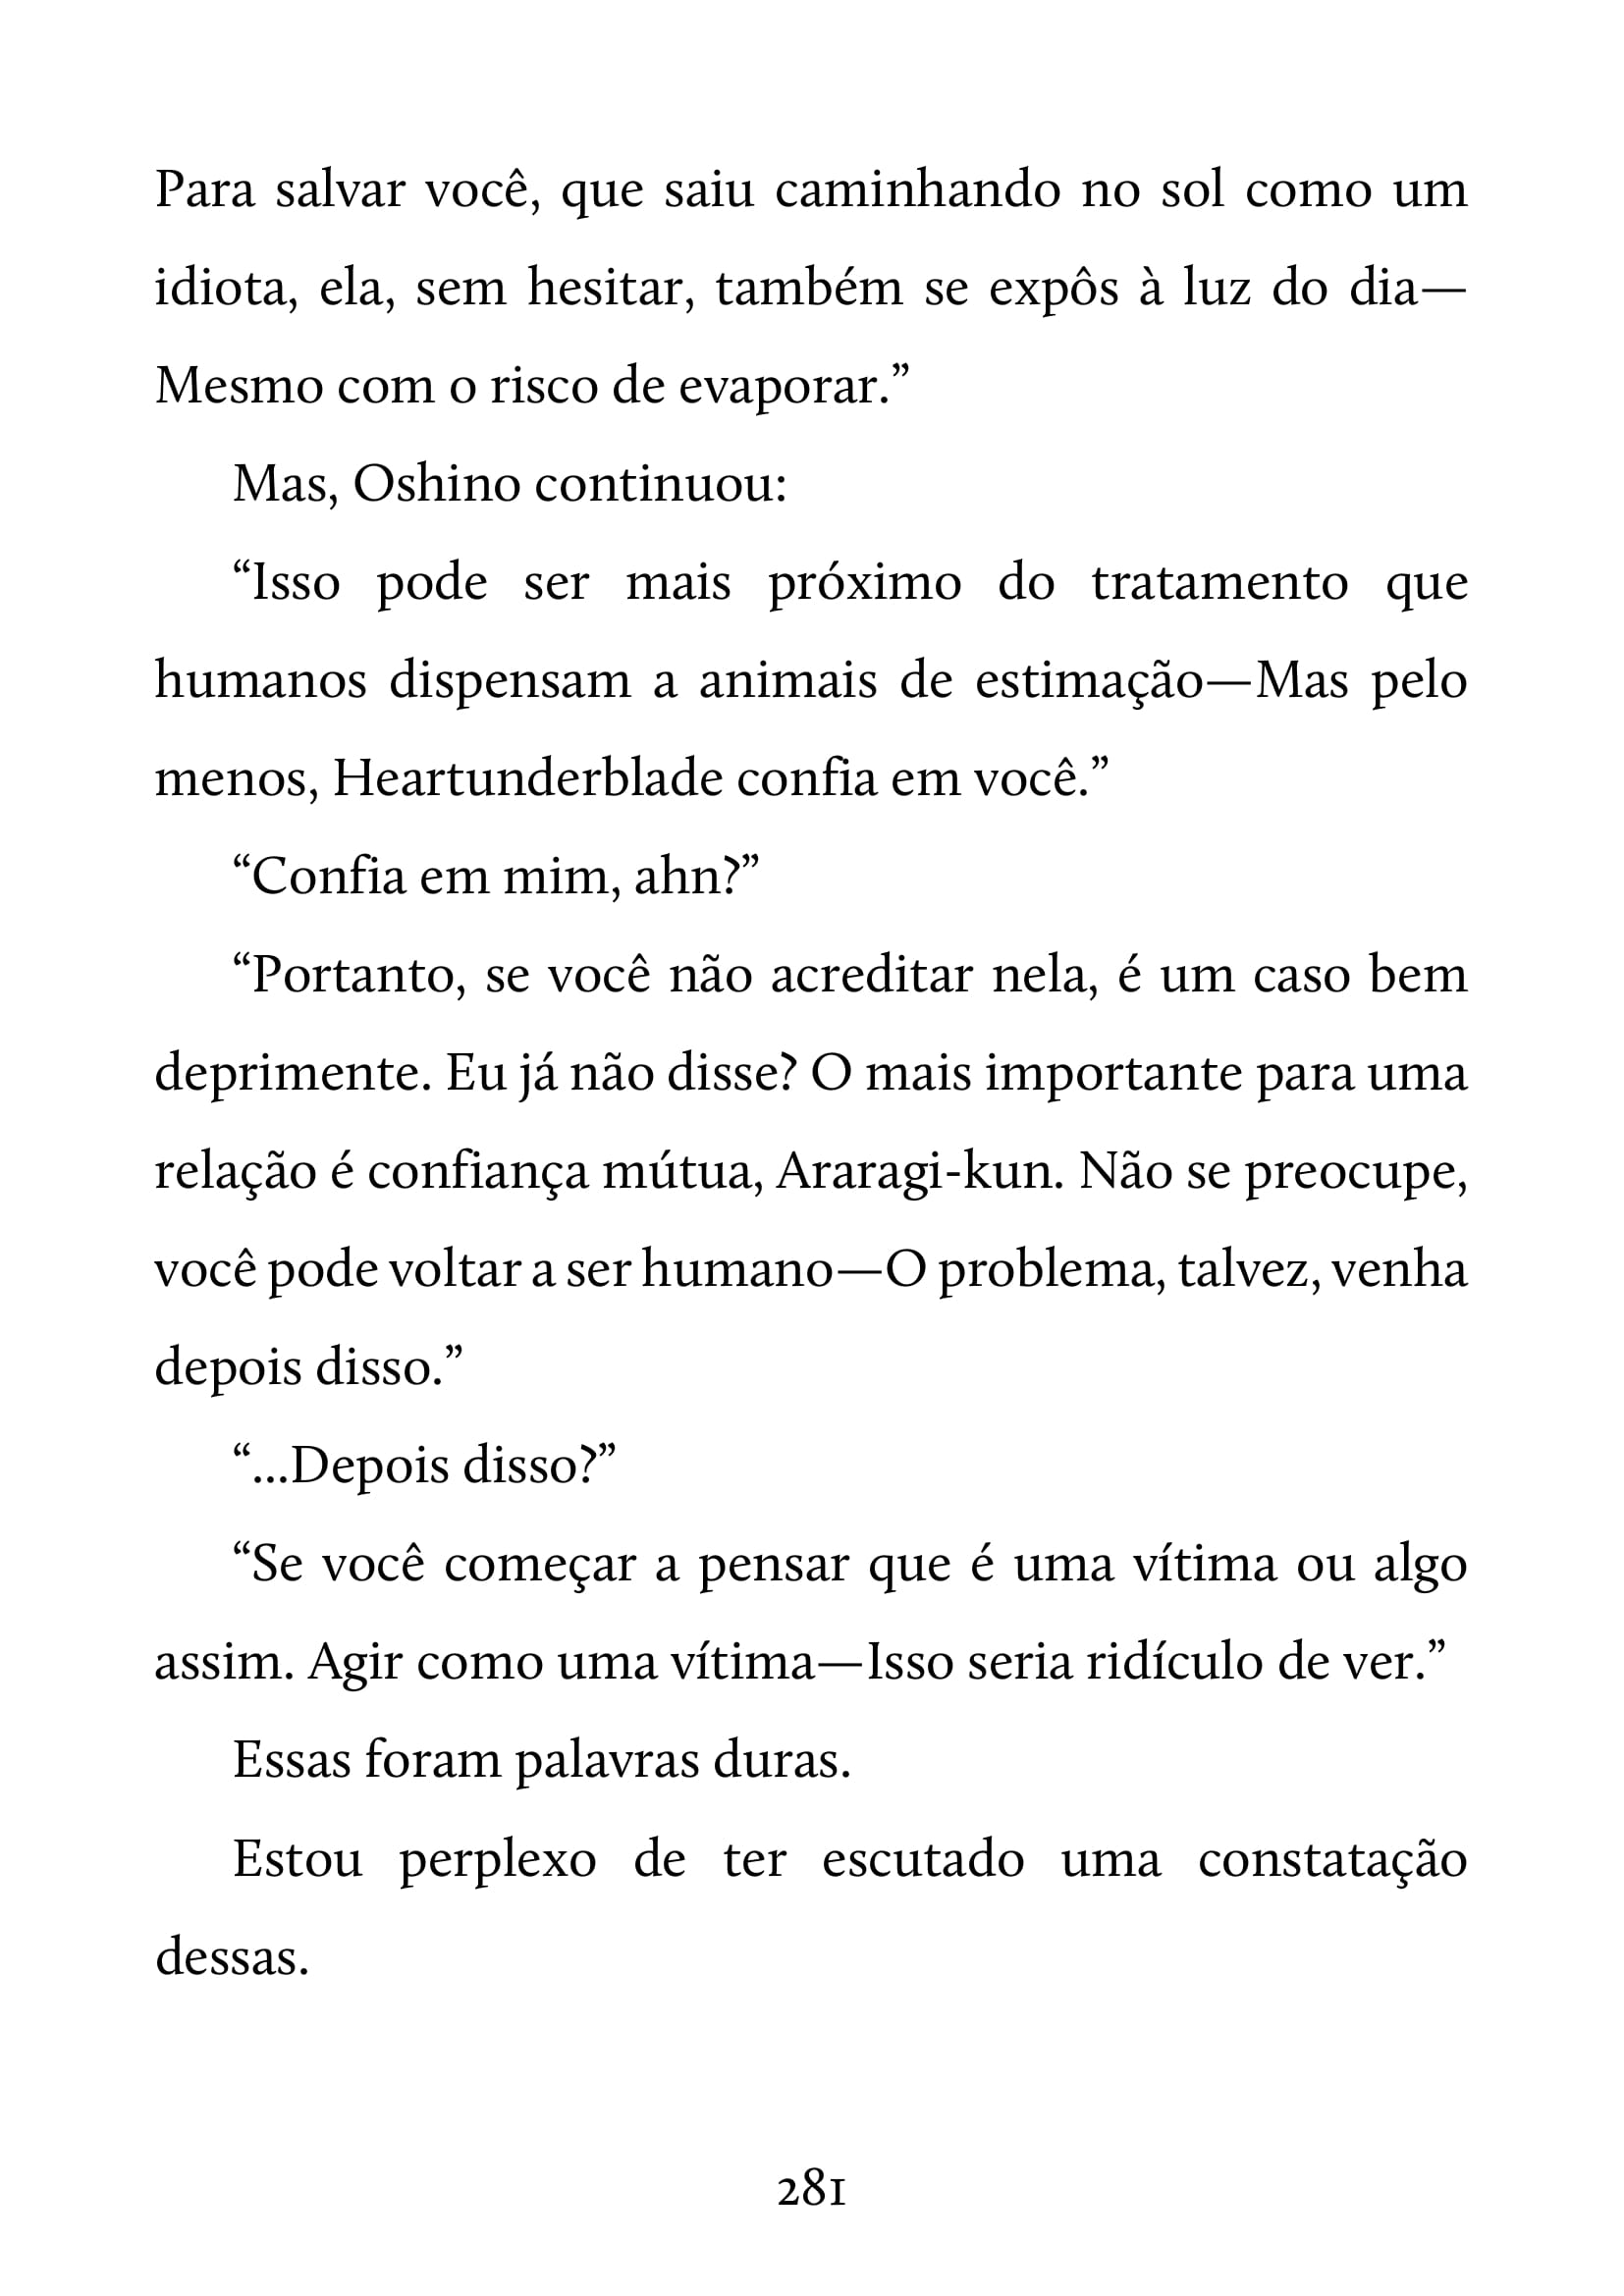 Para salvar você, que saiu caminhando no sol como um
idiota, ela, sem hesitar, também se expôs à luz do dia—
Mesmo com o risco de evaporar.”
Mas, Oshino continuou:
“Isso pode ser mais próximo do tratamento que
humanos dispensam a animais de estimação—Mas pelo
menos, Heartunderblade confia em você.”
“Confia em mim, ahn?”
“Portanto, se você não acreditar nela, é um caso bem
deprimente. Eu já não disse? O mais importante para uma
relação é confiança mútua, Araragi-kun. Não se preocupe,
você pode voltar a ser humano—O problema, talvez, venha
depois disso.”
“...Depois disso?”
“Se você começar a pensar que é uma vítima ou algo
assim. Agir como uma vítima—Isso seria ridículo de ver.”
Essas foram palavras duras.
Estou perplexo de ter escutado uma constatação
dessas.
281